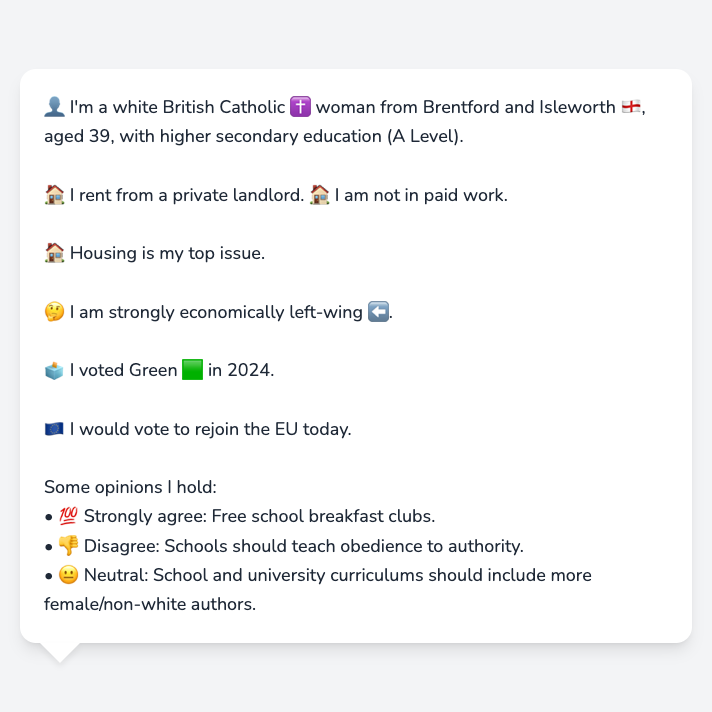 👤 I'm a white British Catholic ✝️ woman from Brentford and Isleworth 🏴󠁧󠁢󠁥󠁮󠁧󠁿,
aged 39, with higher secondary education (A Level).
🏠 I rent from a private landlord. 🏠 I am not in paid work.
🏠 Housing is my top issue.
🤔 I am strongly economically left-wing ⬅️.
🗳️ I voted Green 🟩 in 2024.
🇪🇺 I would vote to rejoin the EU today.
Some opinions I hold:
• 💯 Strongly agree: Free school breakfast clubs.
• 👎 Disagree: Schools should teach obedience to authority.
• 😐 Neutral: School and university curriculums should include more
female/non-white authors.